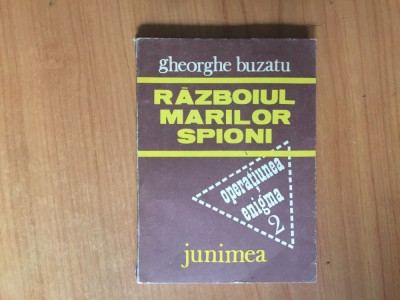 gheorghe buzatu
RĂZBOIUL
MARILOR
SPIONI
operațiunea
enigma
2
junimea